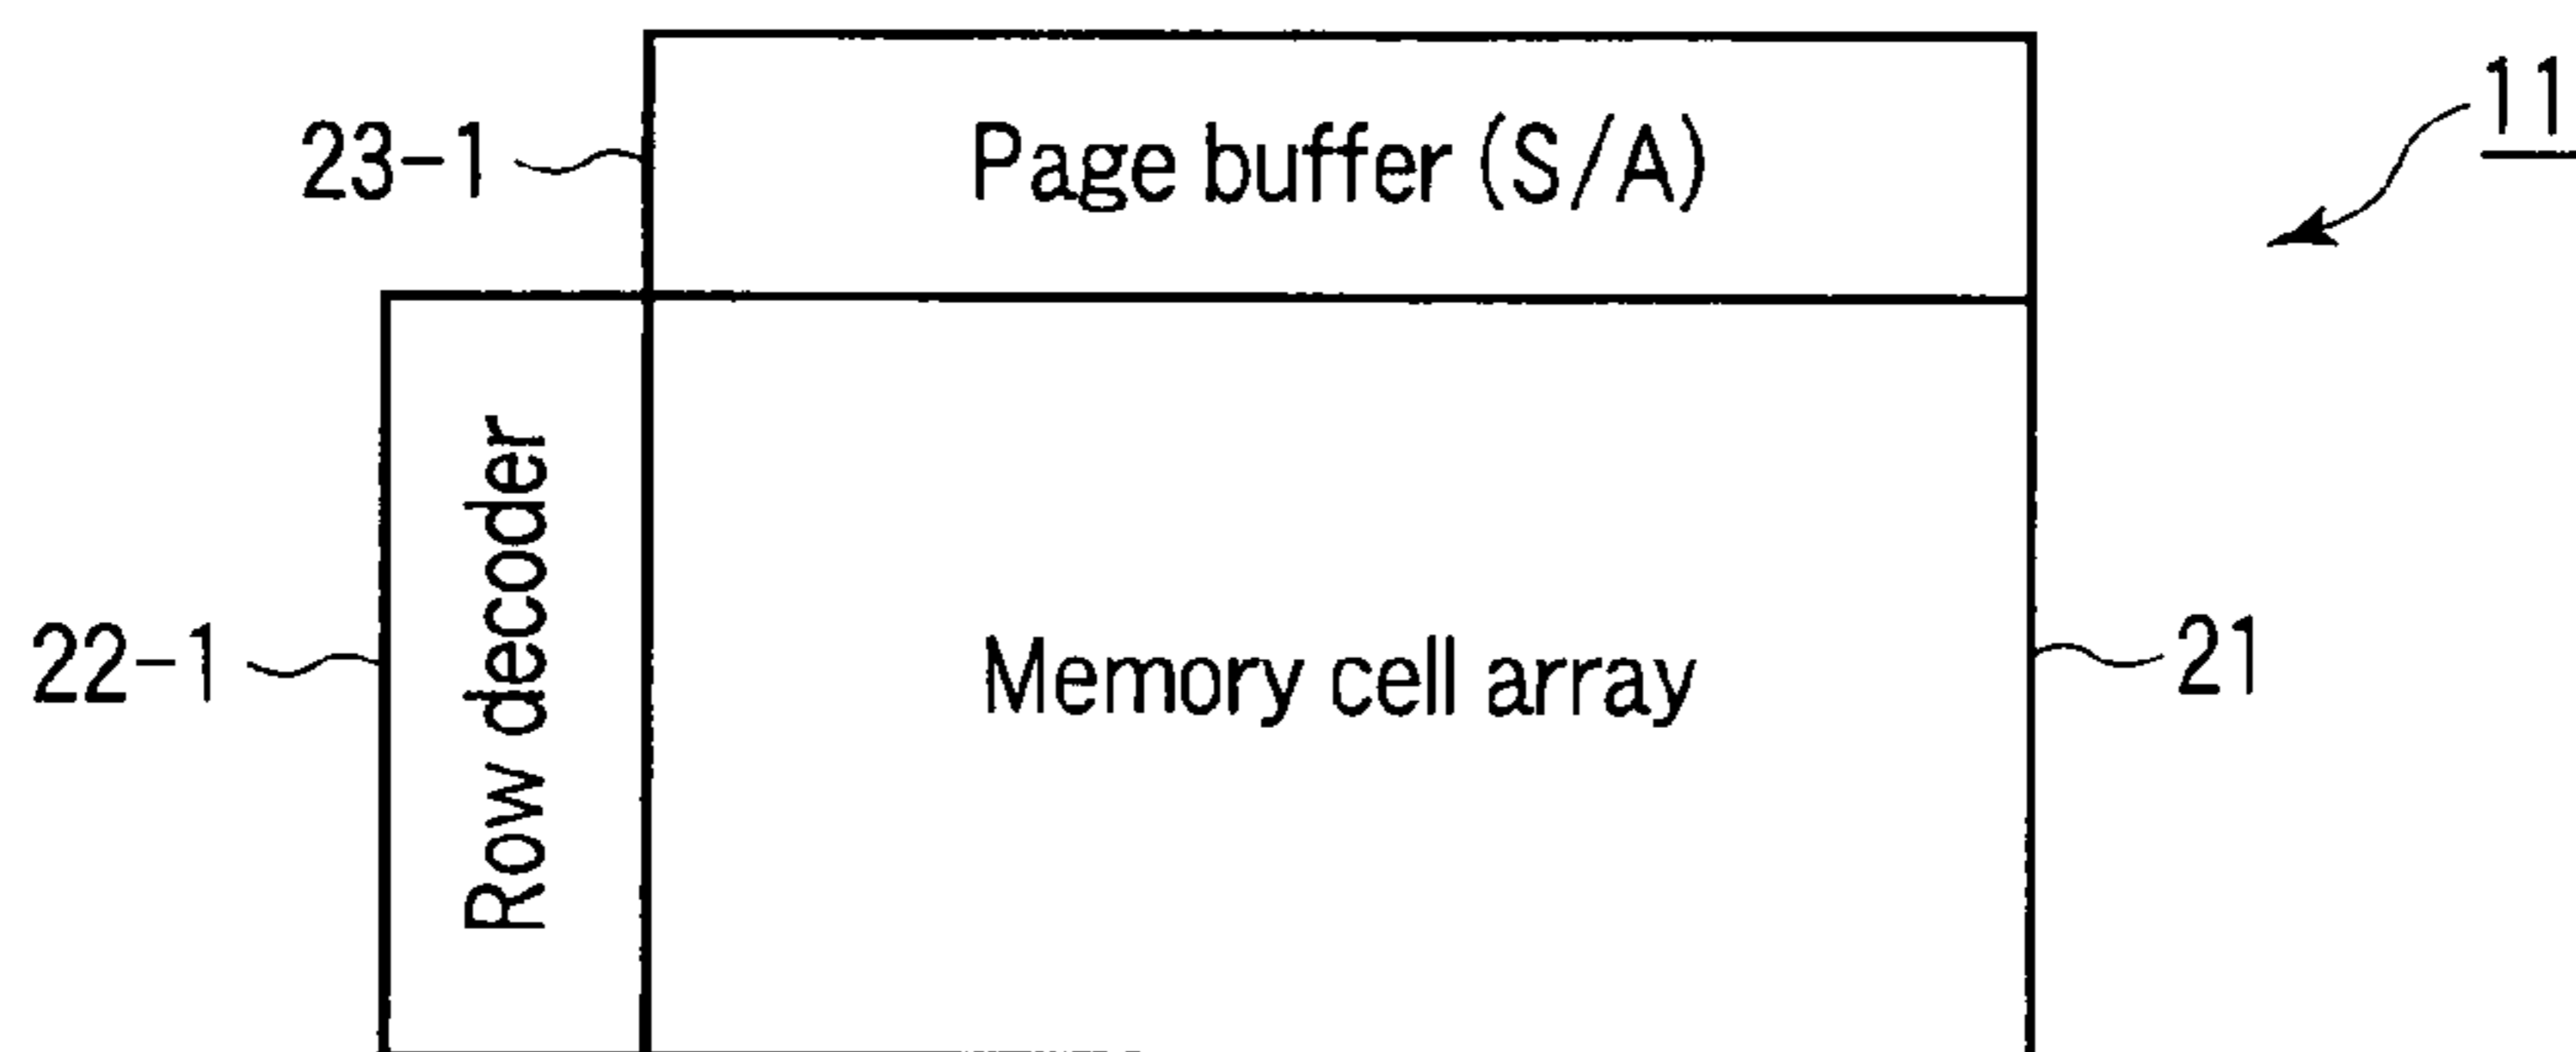 11
23-1
Page buffer (S/A)
Row decoder
22-1
Memory cell array
21